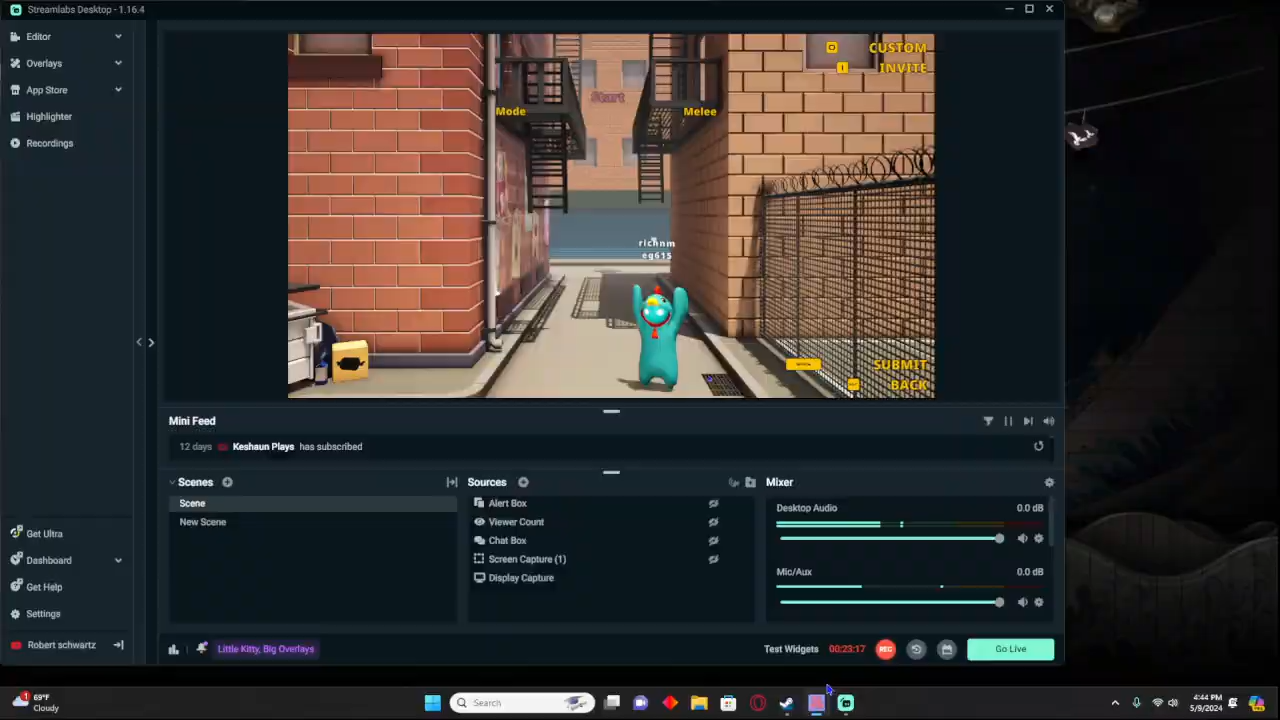 Streamlabs Desktop - 1.16.4
Editor
Overlays
App Store
Highlighter
Recordings
CUSTOM
INVITE
Start
Mode
Melee
richnm
eg615
SUBMIT
BACK
Mini Feed
12 days Keshaun Plays has subscribed
Scenes
Scene
New Scene
Sources
Alert Box
Viewer Count
Chat Box
Screen Capture (1)
Display Capture
Mixer
Desktop Audio 0.0 dB
Mic/Aux 0.0 dB
Get Ultra
Dashboard
Get Help
Settings
Robert schwartz
Little Kitty, Big Overlays
Test Widgets 00:23:17 REC Go Live
1
69°F
Cloudy
Search
4:44 PM
5/9/2024